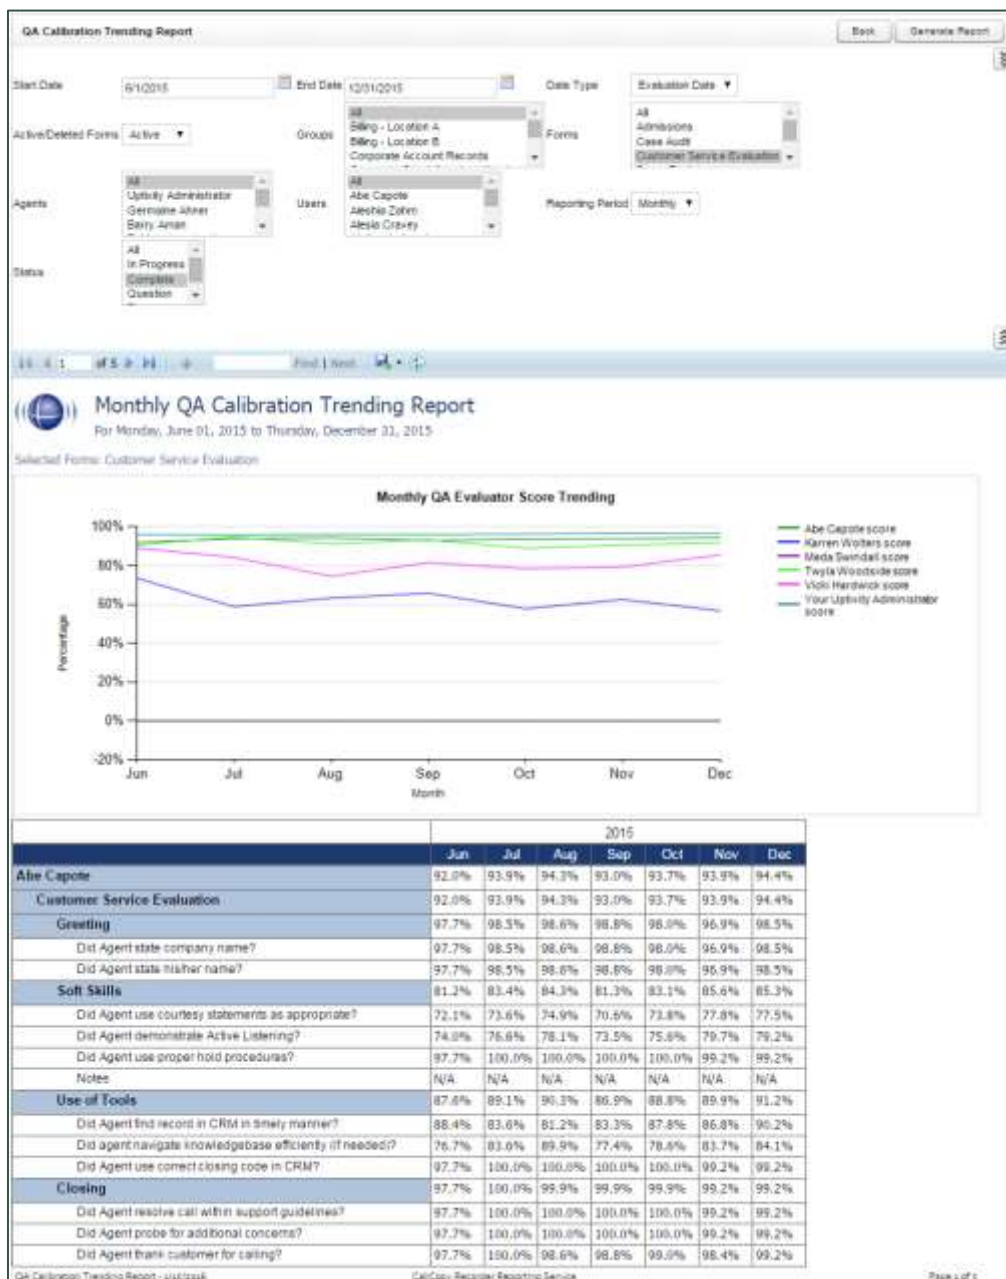 QA Calibration Trending Report
Back Generate Report
Start Date 6/1/2015 End Date 12/31/2015 Date Type Evaluation Date
Active/Deleted Forms Active Groups All Forms All
Billing - Location A Admissions
Billing - Location B Case Audit
Corporate Account Records Customer Service Evaluation
Agents All Users All Reporting Period Monthly
Uptivity Administrator Abe Capote
Germaine Ahner Aleshia Zahm
Barry Aman Alesia Cravey
Status All
In Progress
Complete
Question
1 of 5 Find | Next
Monthly QA Calibration Trending Report
For Monday, June 01, 2015 to Thursday, December 31, 2015
Selected Forms: Customer Service Evaluation
Monthly QA Evaluator Score Trending
100%
80%
60%
40%
20%
0%
-20%
Percentage
Jun Jul Aug Sep Oct Nov Dec
Month
Abe Capote score
Karren Wolters score
Meda Swindall score
Twyla Woodside score
Vicki Hardwick score
Your Uptivity Administrator score
2015
Jun Jul Aug Sep Oct Nov Dec
Abe Capote 92.0% 93.9% 94.3% 93.0% 93.7% 93.9% 94.4%
Customer Service Evaluation 92.0% 93.9% 94.3% 93.0% 93.7% 93.9% 94.4%
Greeting 97.7% 98.5% 98.6% 98.8% 98.0% 96.9% 98.5%
Did Agent state company name? 97.7% 98.5% 98.6% 98.8% 98.0% 96.9% 98.5%
Did Agent state his/her name? 97.7% 98.5% 98.6% 98.8% 98.0% 96.9% 98.5%
Soft Skills 81.2% 83.4% 84.3% 81.3% 83.1% 85.6% 85.3%
Did Agent use courtesy statements as appropriate? 72.1% 73.6% 74.9% 70.6% 73.8% 77.8% 77.5%
Did Agent demonstrate Active Listening? 74.0% 76.6% 78.1% 73.5% 75.6% 79.7% 79.2%
Did Agent use proper hold procedures? 97.7% 100.0% 100.0% 100.0% 100.0% 99.2% 99.2%
Notes N/A N/A N/A N/A N/A N/A N/A
Use of Tools 87.6% 89.1% 90.3% 86.9% 88.8% 89.9% 91.2%
Did Agent find record in CRM in timely manner? 88.4% 83.6% 81.2% 83.3% 87.8% 86.8% 90.2%
Did agent navigate knowledgebase efficiently (if needed)? 76.7% 83.6% 89.9% 77.4% 78.6% 83.7% 84.1%
Did Agent use correct closing code in CRM? 97.7% 100.0% 100.0% 100.0% 100.0% 99.2% 99.2%
Closing 97.7% 100.0% 99.9% 99.9% 99.9% 99.2% 99.2%
Did Agent resolve call within support guidelines? 97.7% 100.0% 100.0% 100.0% 100.0% 99.2% 99.2%
Did Agent probe for additional concerns? 97.7% 100.0% 100.0% 100.0% 100.0% 99.2% 99.2%
Did Agent thank customer for calling? 97.7% 100.0% 98.6% 98.8% 99.0% 98.4% 99.2%
QA Calibration Trending Report - CallCopy Recorder Reporting Service Page 1 of 5